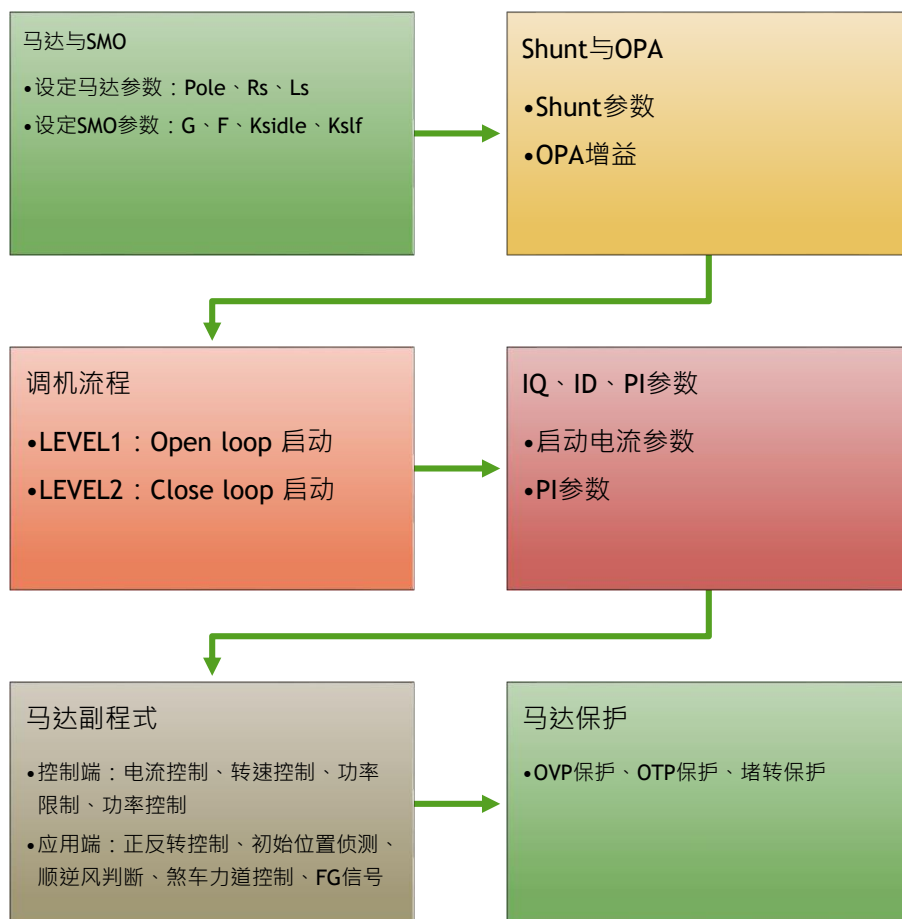 马达与SMO
•设定马达参数：Pole、Rs、Ls
•设定SMO参数：G、F、Ksidle、Kslf
Shunt与OPA
•Shunt参数
•OPA增益
调机流程
•LEVEL1：Open loop 启动
•LEVEL2：Close loop 启动
IQ、ID、PI参数
•启动电流参数
•PI参数
马达副程式
•控制端：电流控制、转速控制、功率
限制、功率控制
•应用端：正反转控制、初始位置侦测、
顺逆风判断、煞车力道控制、FG信号
马达保护
•OVP保护、OTP保护、堵转保护